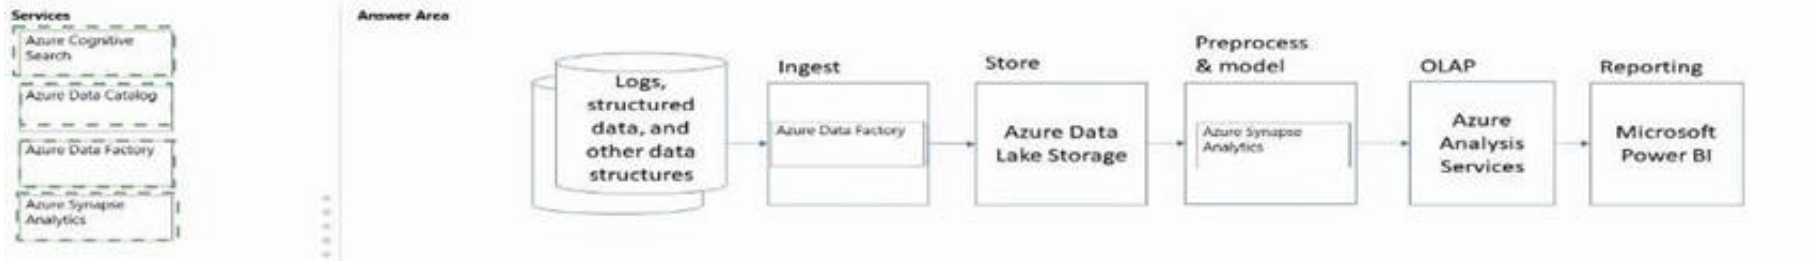 Services
Azure Cognitive
Search
Azure Data Catalog
Azure Data Factory
Azure Synapse
Analytics
Answer Area
Logs,
structured
data, and
other data
structures
Ingest
Azure Data Factory
Store
Azure Data
Lake Storage
Preprocess
& model
Azure Synapse
Analytics
OLAP
Azure
Analysis
Services
Reporting
Microsoft
Power BI